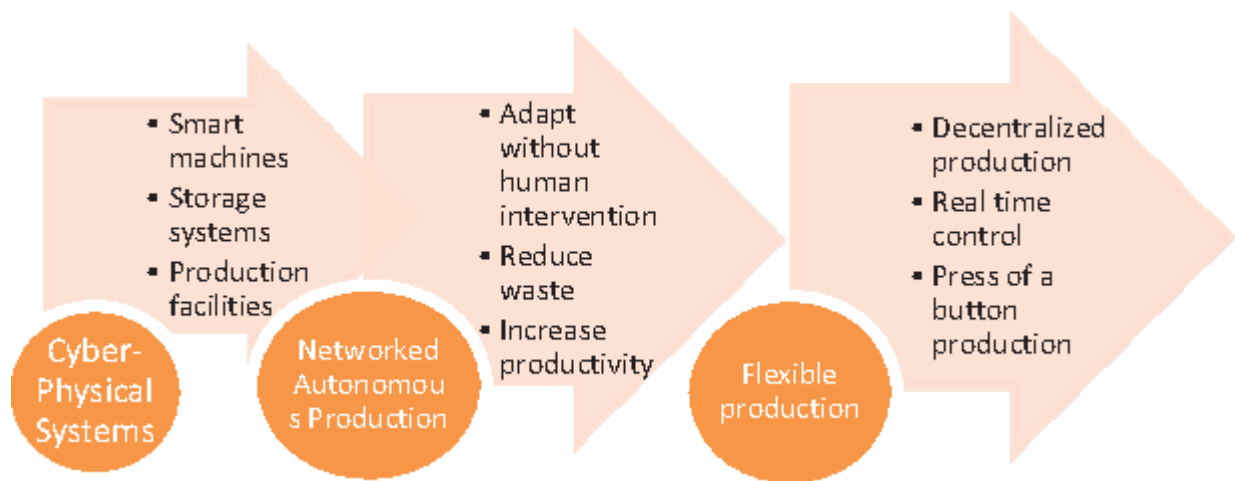 ▪ Smart
machines
▪ Storage
systems
▪ Production
facilities
Cyber-
Physical
Systems
▪ Adapt
without
human
intervention
▪ Reduce
waste
▪ Increase
productivity
Networked
Autonomou
s Production
▪ Decentralized
production
▪ Real time
control
▪ Press of a
button
production
Flexible
production